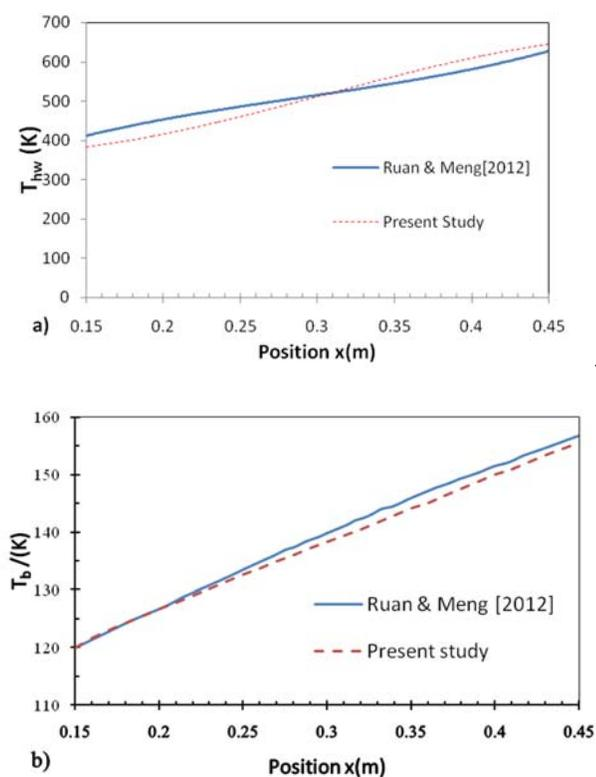 700
600
500
400
300
200
100
0
T_hw (K)
Ruan & Meng[2012]
Present Study
0.15 0.2 0.25 0.3 0.35 0.4 0.45
a)
Position x(m)
160
150
140
130
120
110
T_b /(K)
Ruan & Meng [2012]
Present study
0.15 0.2 0.25 0.3 0.35 0.4 0.45
b)
Position x(m)